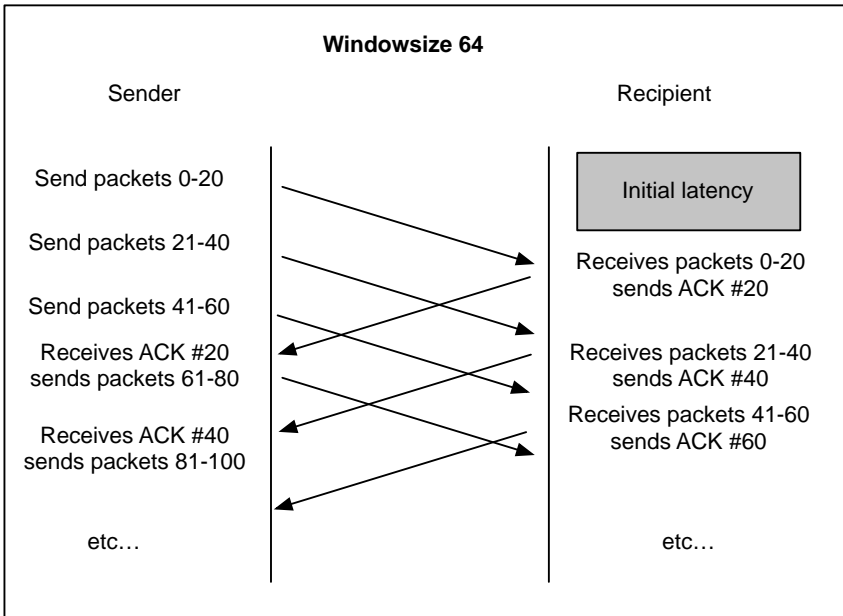 Windowsize 64
Sender
Recipient
Send packets 0-20
Initial latency
Send packets 21-40
Receives packets 0-20
sends ACK #20
Send packets 41-60
Receives ACK #20
sends packets 61-80
Receives packets 21-40
sends ACK #40
Receives ACK #40
sends packets 81-100
Receives packets 41-60
sends ACK #60
etc…
etc…